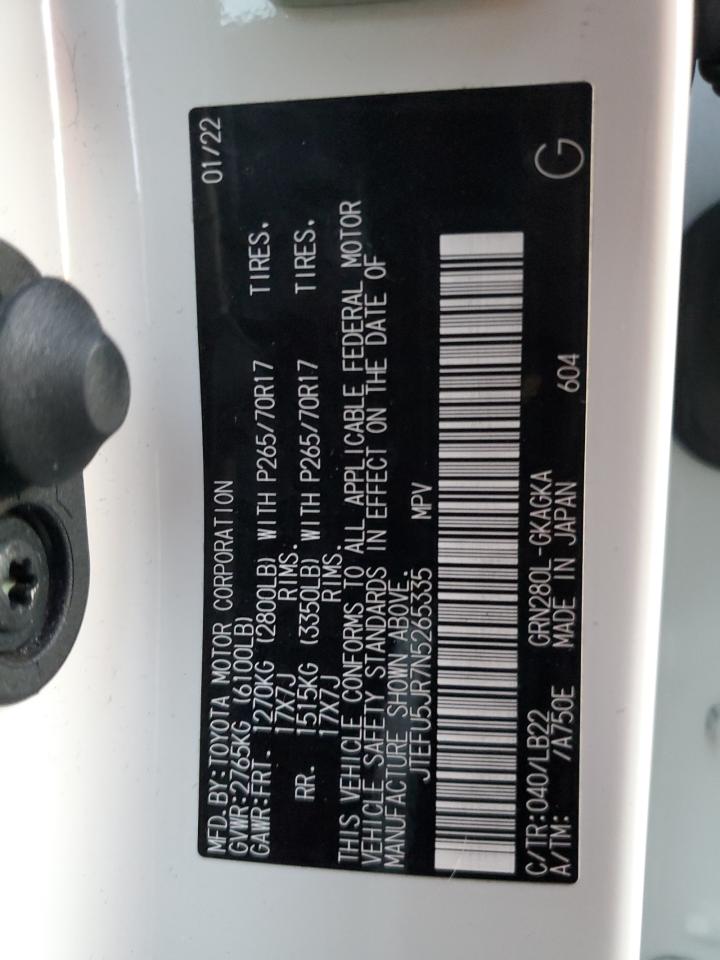 MFD. BY: TOYOTA MOTOR CORPORATION 01/22
GVWR: 2765KG (6100LB)
GAWR: FRT. 1270KG (2800LB) WITH P265/70R17 TIRES,
17X7J RIMS.
RR. 1515KG (3350LB) WITH P265/70R17 TIRES,
17X7J RIMS.
THIS VEHICLE CONFORMS TO ALL APPLICABLE FEDERAL MOTOR
VEHICLE SAFETY STANDARDS IN EFFECT ON THE DATE OF
MANUFACTURE SHOWN ABOVE.
JTEFU5JR7N5265335 MPV
C/TR: 040/LB22 GRN280L-GKAGKA G
A/TM: /A750E MADE IN JAPAN 604